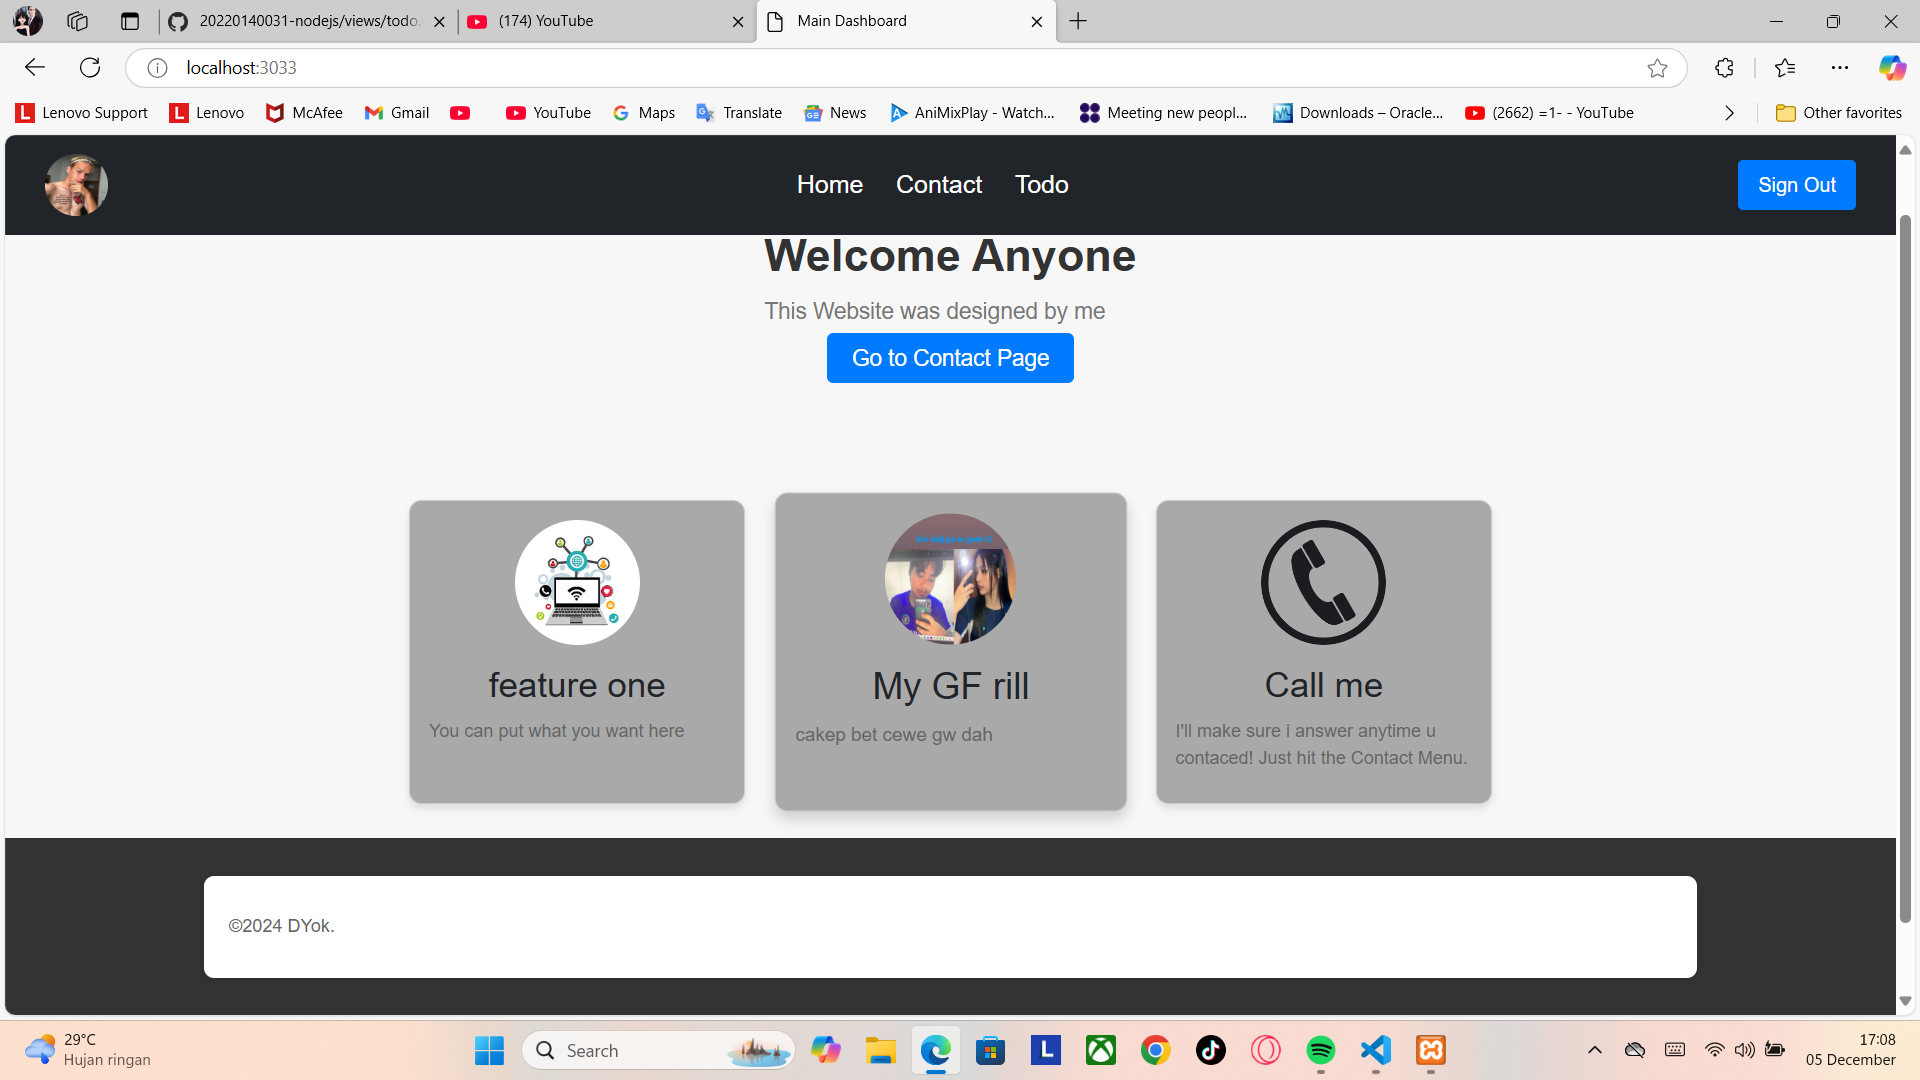 20220140031-nodejs/views/todo.
(174) YouTube
Main Dashboard
localhost:3033
Lenovo Support
Lenovo
McAfee
Gmail
YouTube
Maps
Translate
News
AniMixPlay - Watch...
Meeting new peopl...
Downloads – Oracle...
(2662) =1- - YouTube
Other favorites
Home
Contact
Todo
Sign Out
Welcome Anyone
This Website was designed by me
Go to Contact Page
feature one
You can put what you want here
My GF rill
cakep bet cewe gw dah
Call me
I'll make sure i answer anytime u
contaced! Just hit the Contact Menu.
©2024 DYok.
29°C
Hujan ringan
Search
17:08
05 December